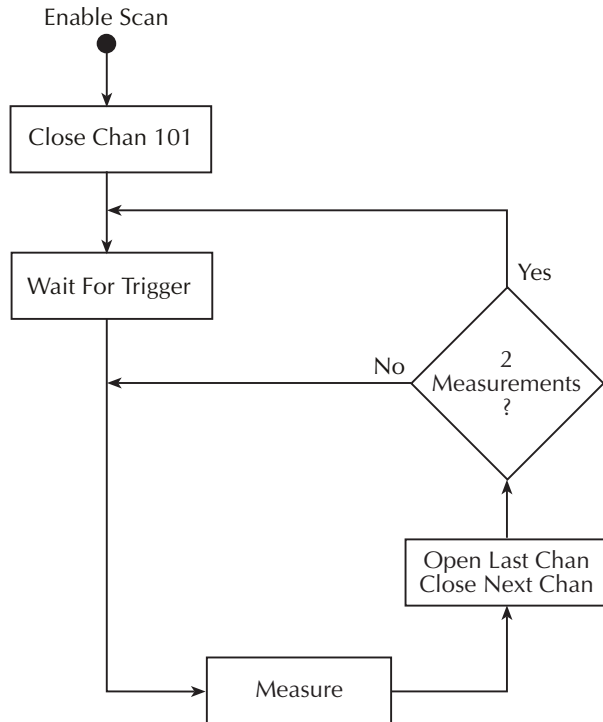 Enable Scan
Close Chan 101
Wait For Trigger
Yes
No
2
Measurements
?
Open Last Chan
Close Next Chan
Measure